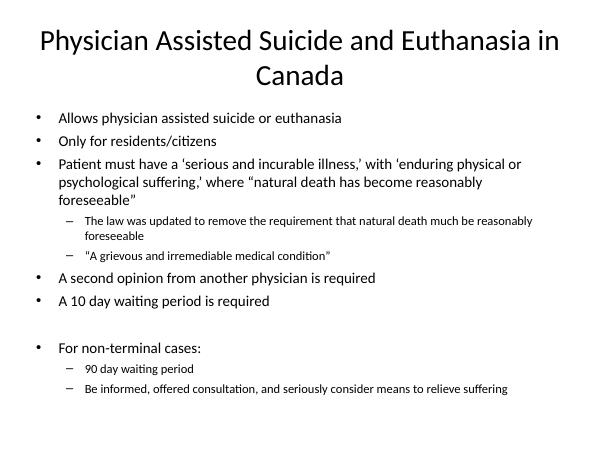 Physician Assisted Suicide and Euthanasia in
Canada
• Allows physician assisted suicide or euthanasia
• Only for residents/citizens
• Patient must have a ‘serious and incurable illness,’ with ‘enduring physical or
psychological suffering,’ where “natural death has become reasonably
foreseeable”
– The law was updated to remove the requirement that natural death much be reasonably
foreseeable
– “A grievous and irremediable medical condition”
• A second opinion from another physician is required
• A 10 day waiting period is required
• For non-terminal cases:
– 90 day waiting period
– Be informed, offered consultation, and seriously consider means to relieve suffering